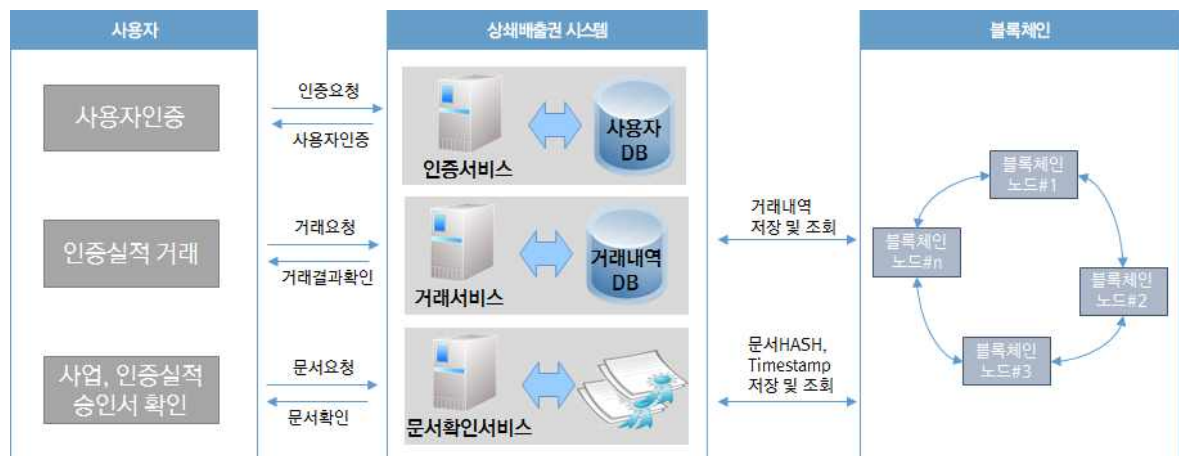 사용자
상쇄배출권 시스템
블록체인
사용자인증
인증요청
사용자인증
인증서비스
사용자
DB
인증실적 거래
거래요청
거래결과확인
거래서비스
거래내역
DB
거래내역
저장 및 조회
사업, 인증실적
승인서 확인
문서요청
문서확인
문서확인서비스
문서HASH,
Timestamp
저장 및 조회
블록체인
노드#1
블록체인
노드#n
블록체인
노드#2
블록체인
노드#3